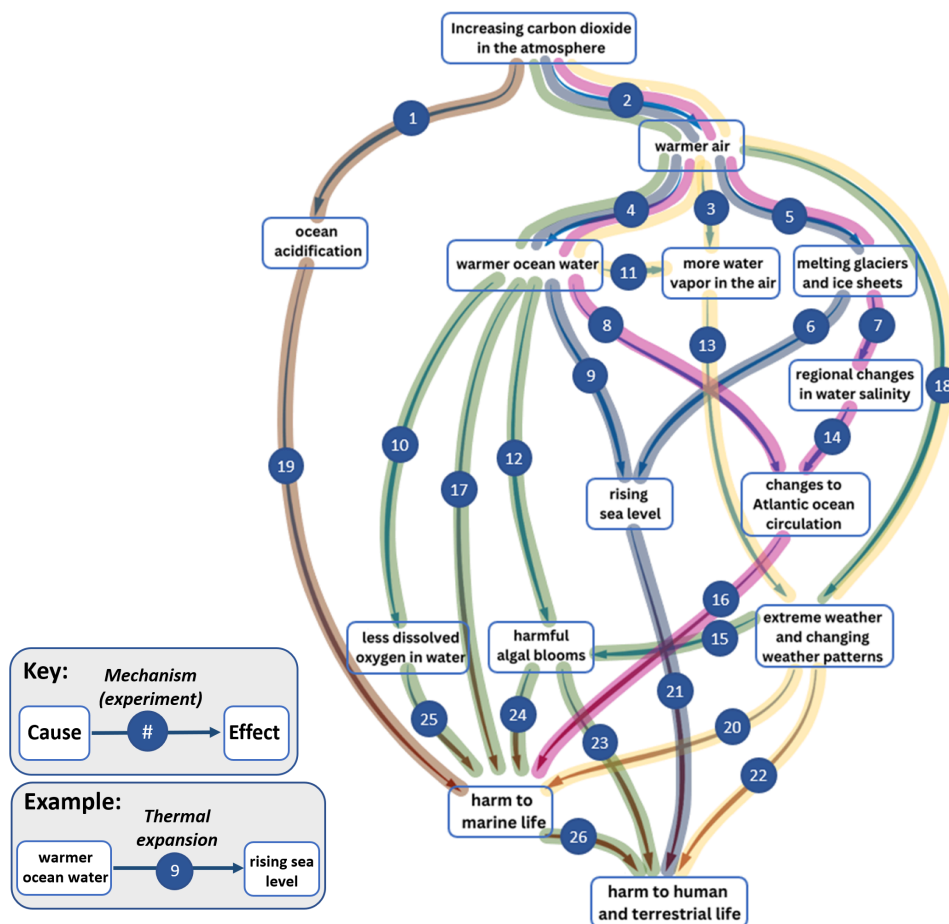 Increasing carbon dioxide
in the atmosphere
1
2
warmer air
ocean
acidification
4
3
5
warmer ocean water
11
more water
vapor in the air
melting glaciers
and ice sheets
8
6
7
13
9
regional changes
in water salinity
18
10
12
14
19
17
rising
sea level
changes to
Atlantic ocean
circulation
16
15
less dissolved
oxygen in water
harmful
algal blooms
extreme weather
and changing
weather patterns
21
25
24
23
20
22
harm to
marine life
26
harm to human
and terrestrial life
Key:
Mechanism
(experiment)
Cause
#
Effect
Example:
Thermal
expansion
warmer
ocean water
9
rising sea
level